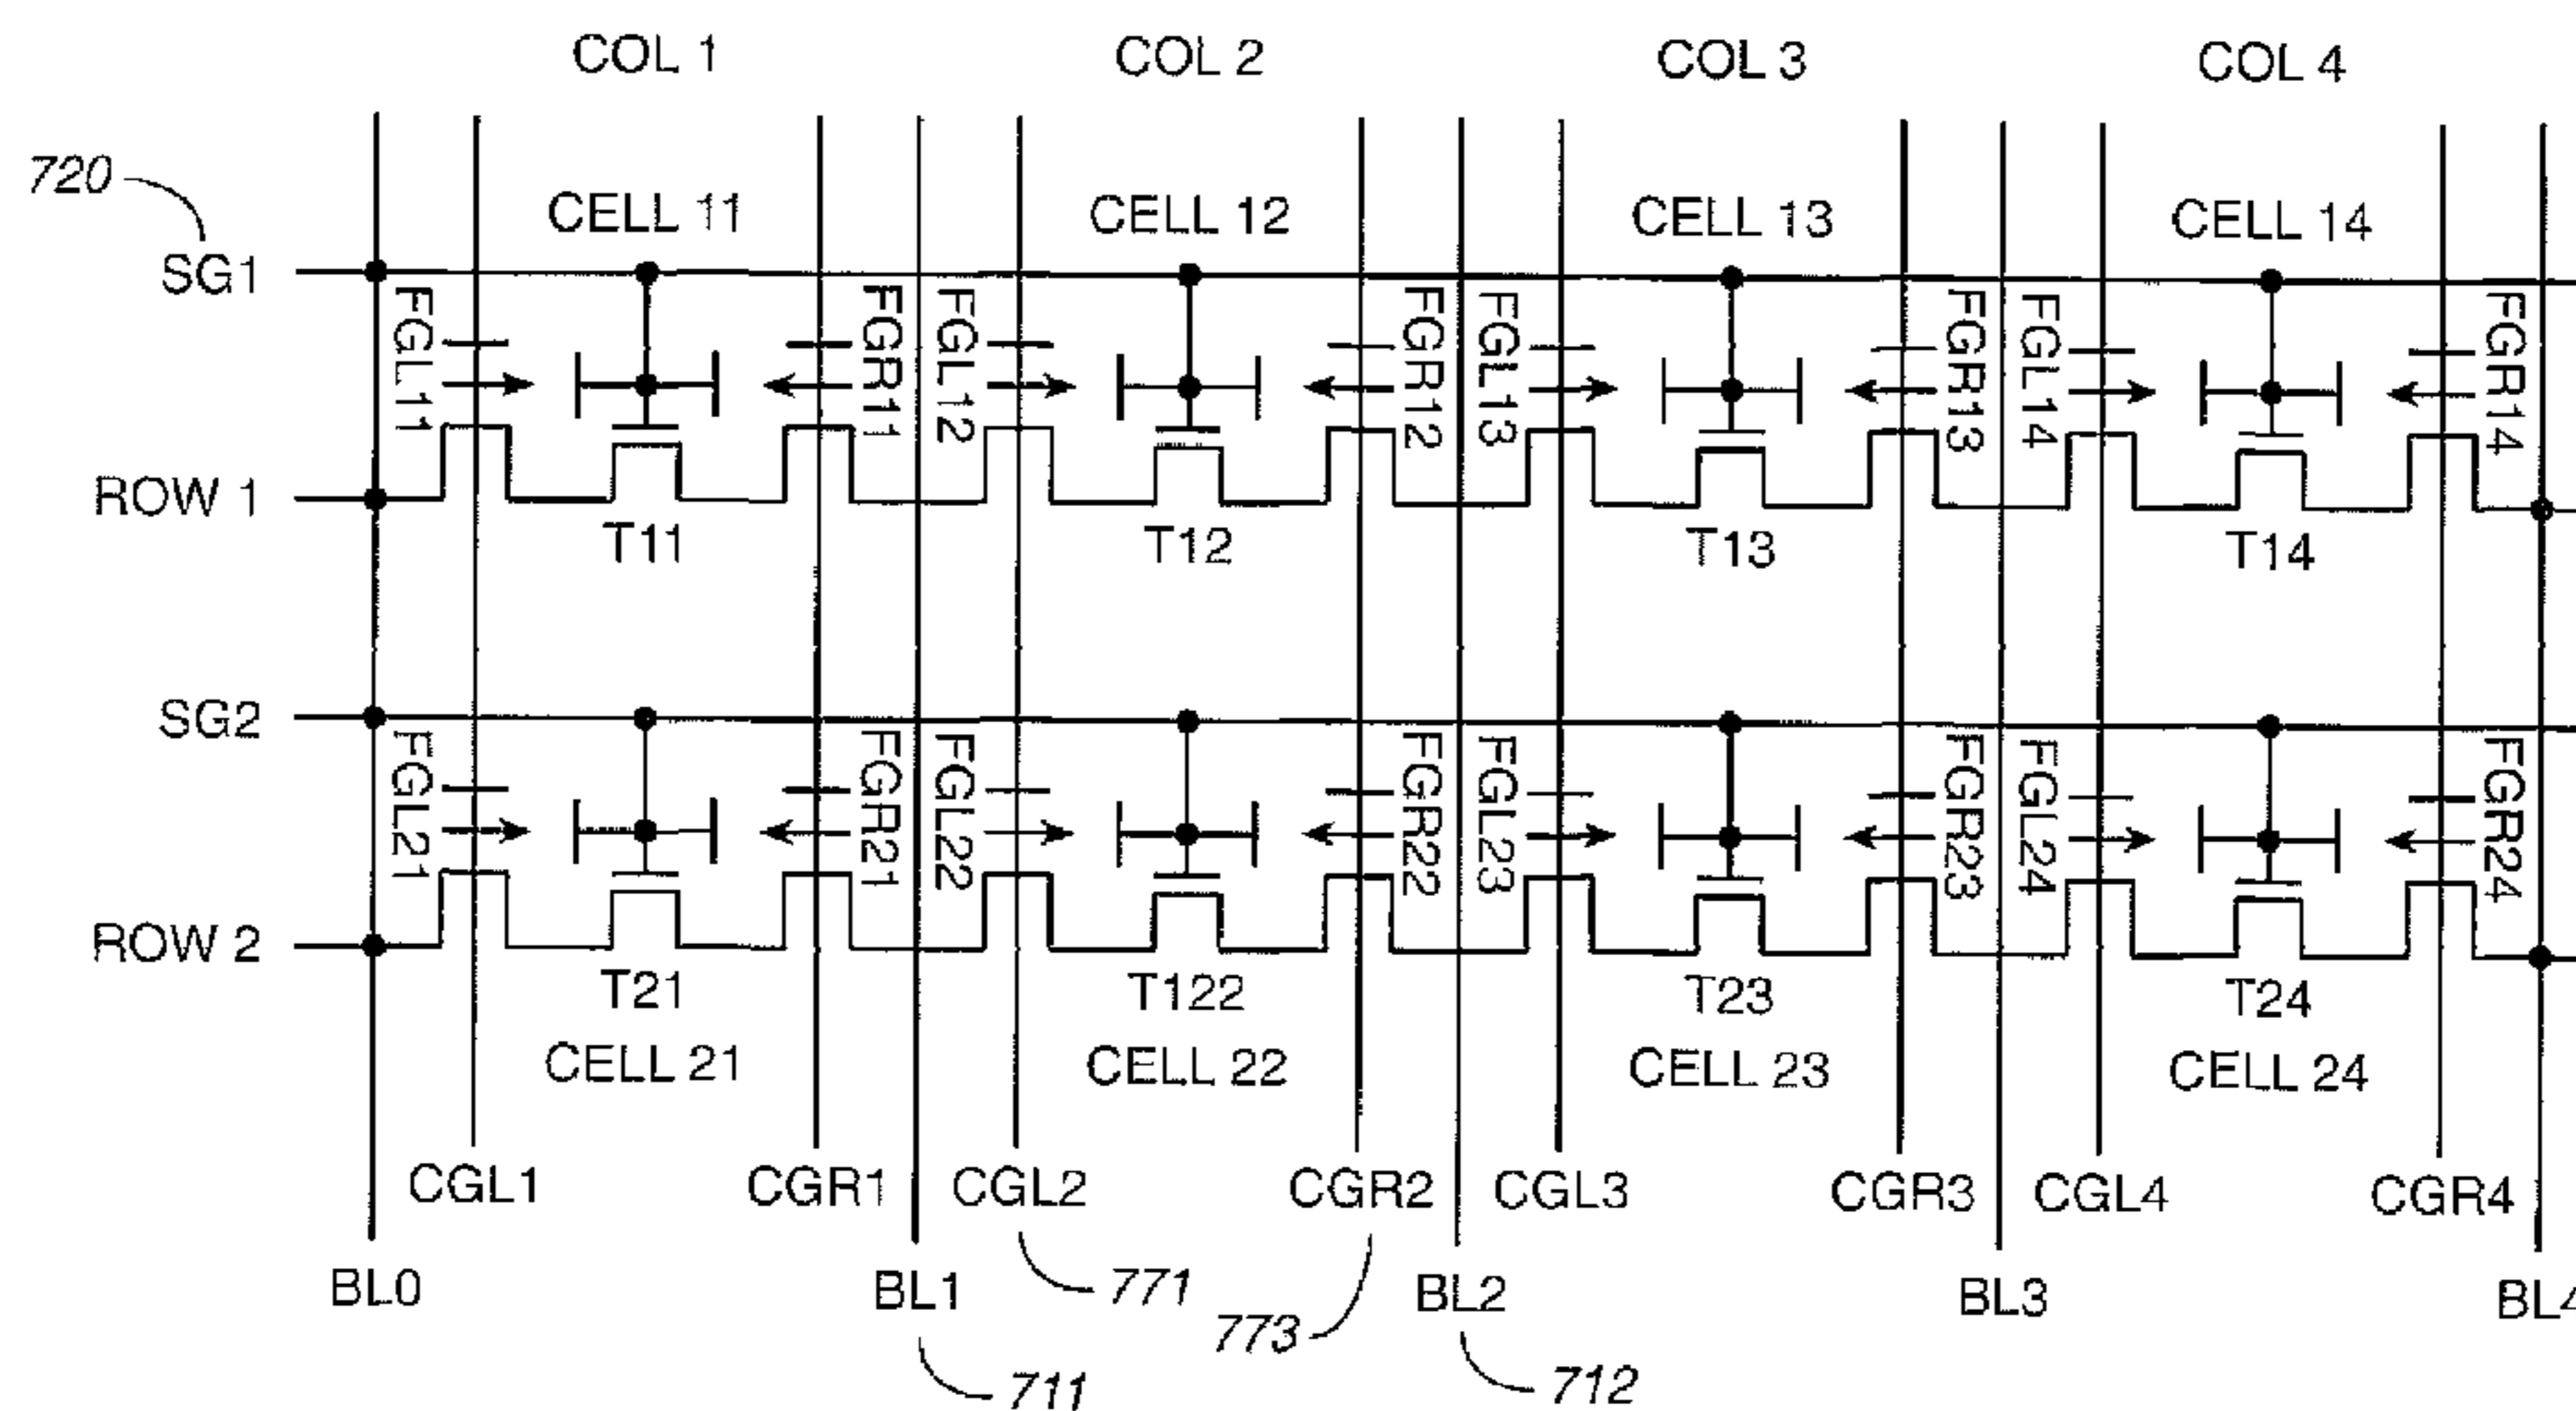 COL 1 COL 2 COL 3 COL 4
720
CELL 11 CELL 12 CELL 13 CELL 14
SG1
FGL11 FGR11 FGL12 FGR12 FGL13 FGR13 FGL14 FGR14
ROW 1
T11 T12 T13 T14
SG2
FGL21 FGR21 FGL22 FGR22 FGL23 FGR23 FGL24 FGR24
ROW 2
T21 T122 T23 T24
CELL 21 CELL 22 CELL 23 CELL 24
CGL1 CGR1 CGL2 CGR2 CGL3 CGR3 CGL4 CGR4
BL0 BL1 771 BL2 BL3 BL4
773
711 712